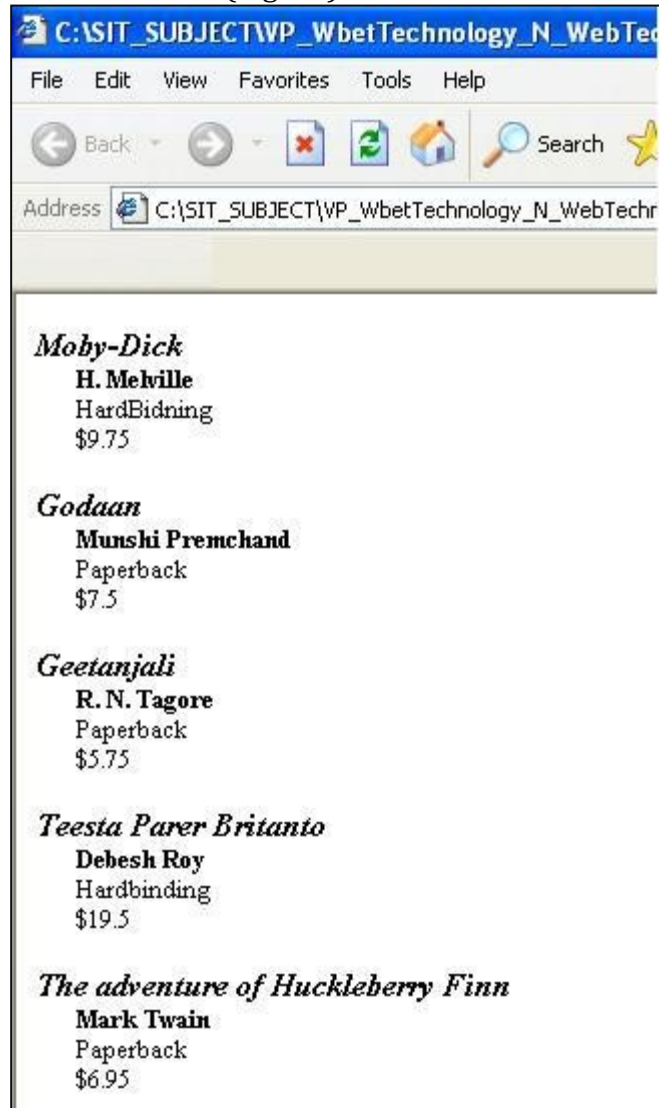 C:\SIT_SUBJECT\VP_WbetTechnology_N_WebTec
File Edit View Favorites Tools Help
Back Search
Address C:\SIT_SUBJECT\VP_WbetTechnology_N_WebTechn
Moby-Dick
H. Melville
HardBidning
$9.75
Godaan
Munshi Premchand
Paperback
$7.5
Geetanjali
R. N. Tagore
Paperback
$5.75
Teesta Parer Britanto
Debesh Roy
Hardbinding
$19.5
The adventure of Huckleberry Finn
Mark Twain
Paperback
$6.95